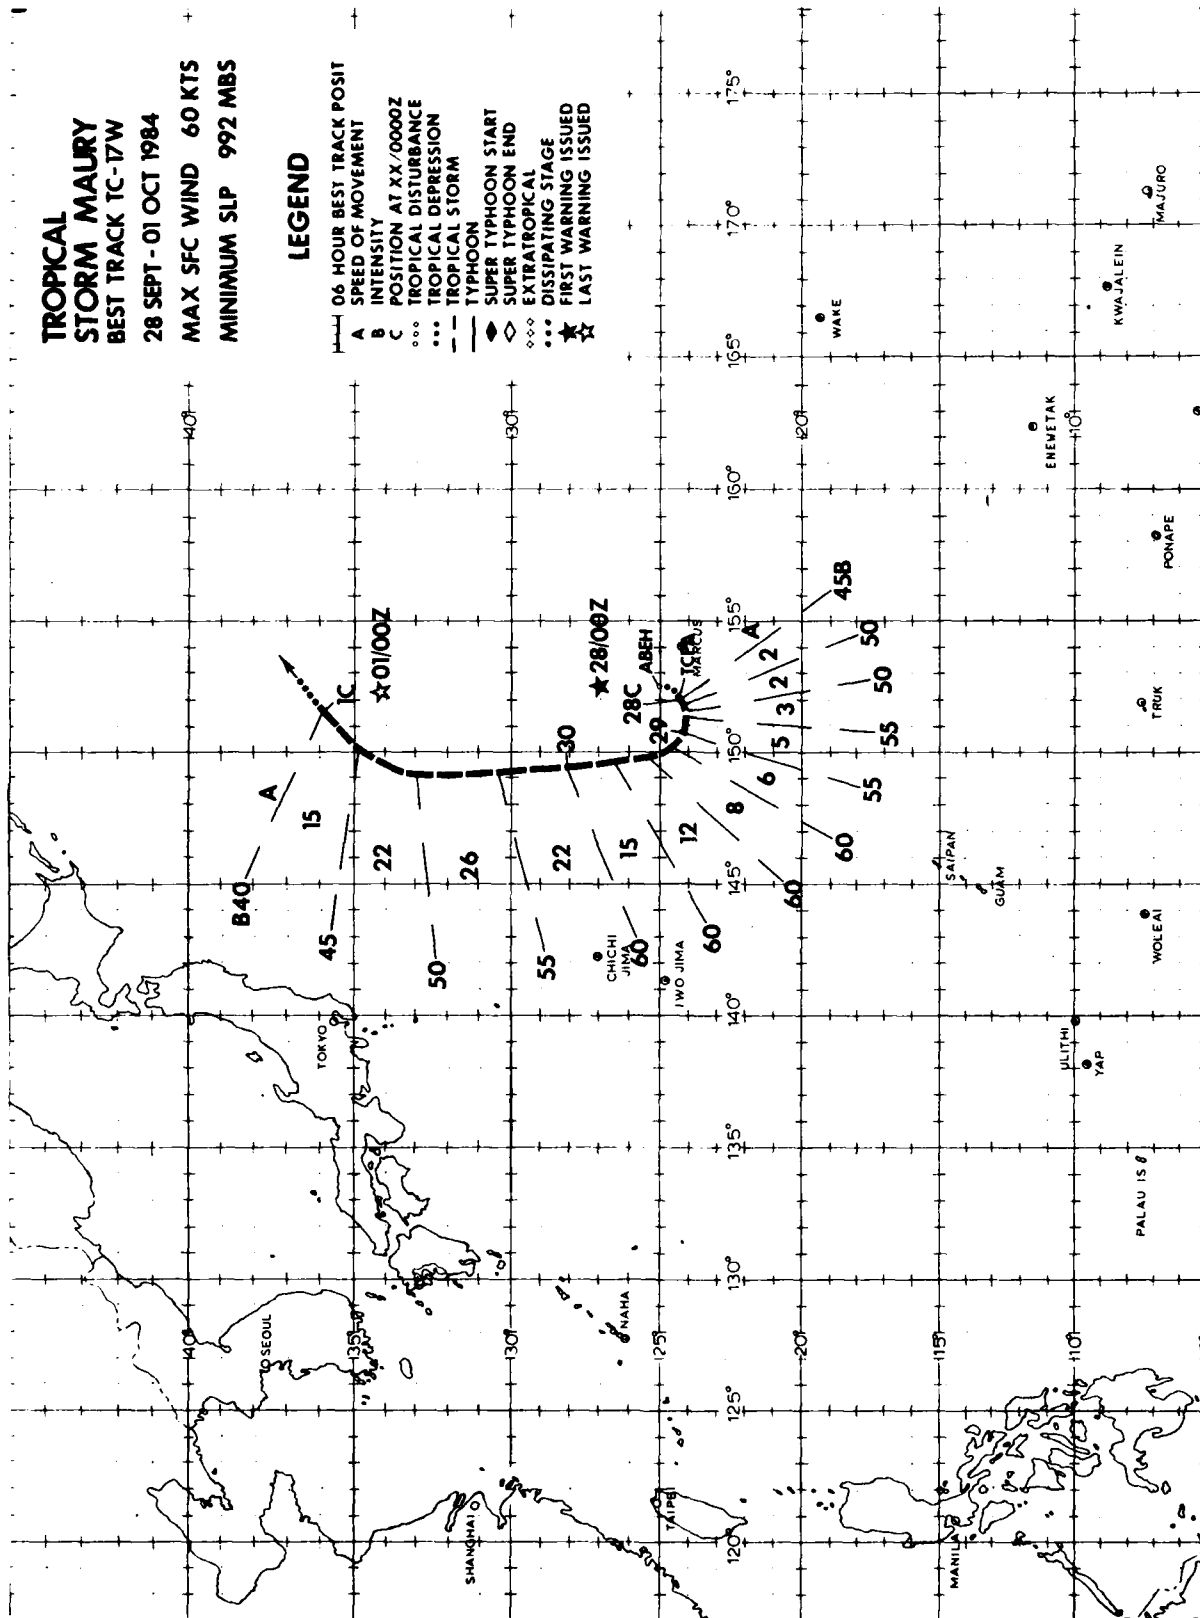 TROPICAL
STORM MAURY
BEST TRACK TC-17W
28 SEPT - 01 OCT 1984
MAX SFC WIND 60 KTS
MINIMUM SLP 992 MBS
LEGEND
06 HOUR BEST TRACK POSIT
A SPEED OF MOVEMENT
B INTENSITY
C POSITION AT XX/0000Z
TROPICAL DISTURBANCE
TROPICAL DEPRESSION
TROPICAL STORM
TYPHOON
SUPER TYPHOON START
SUPER TYPHOON END
EXTRATROPICAL
DISSIPATING STAGE
★ FIRST WARNING ISSUED
☆ LAST WARNING ISSUED
40°
35°
30°
25°
20°
15°
10°
40°
30°
20°
10°
120°
125°
130°
135°
140°
145°
150°
155°
160°
165°
170°
175°
SEOUL
SHANGHAI
TAIPEI
MANILA
NAHA
TOKYO
PALAU IS
CHICHI
JIMA
IWO JIMA
ULITHI
YAP
WOLEAI
SAIPAN
GUAM
TRUK
PONAPE
ENEWETAK
KWAJALEIN
MAJURO
WAKE
MARCUS
☆01/00Z
★28/00Z
1C
30
29
28C
ABEH
B40
45
50
55
60
60
60
60
55
55
50
50
45B
A
15
22
26
22
15
12
8
6
5
3
2
2
A